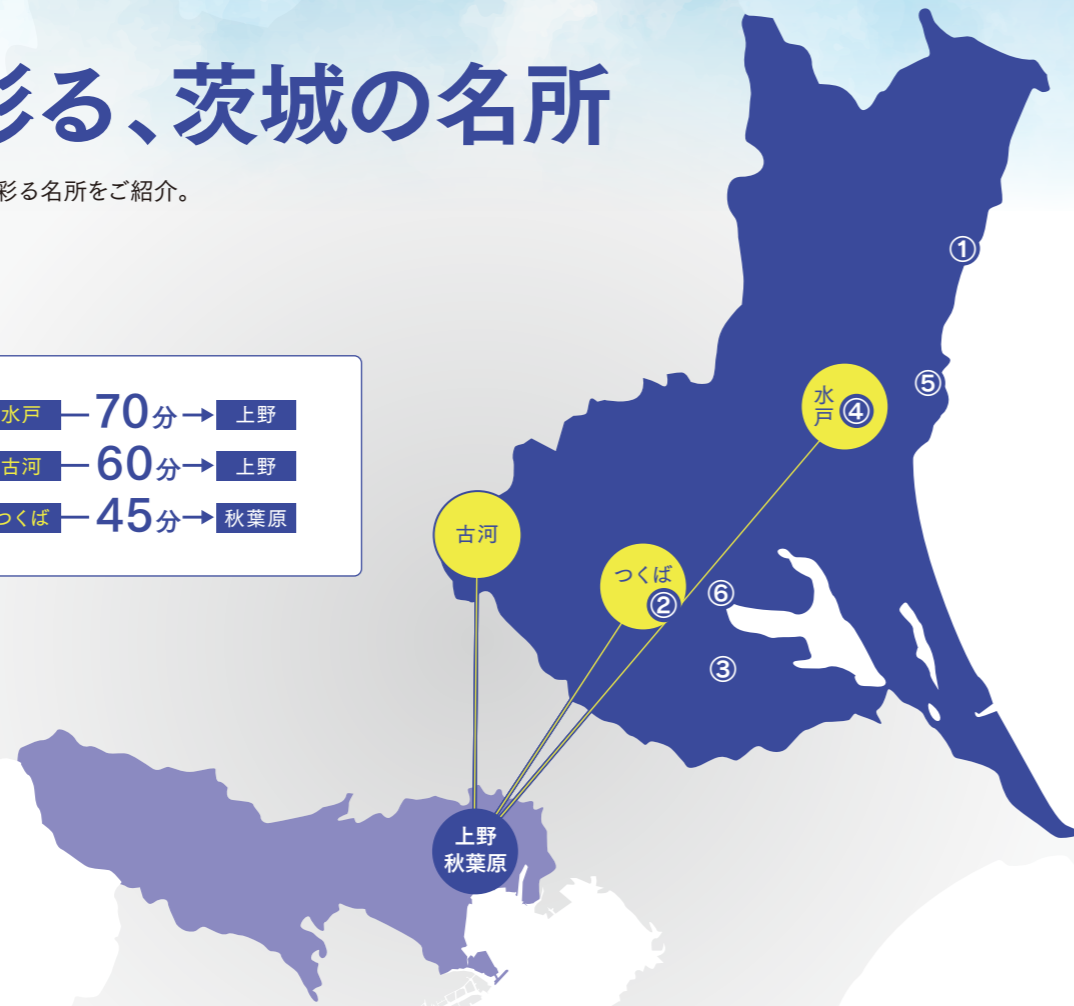 彩る、茨城の名所
彩る名所をご紹介。
水戸 70分 上野
古河 60分 上野
つくば 45分 秋葉原
①
⑤
水戸 ④
古河
つくば
②
⑥
③
上野
秋葉原